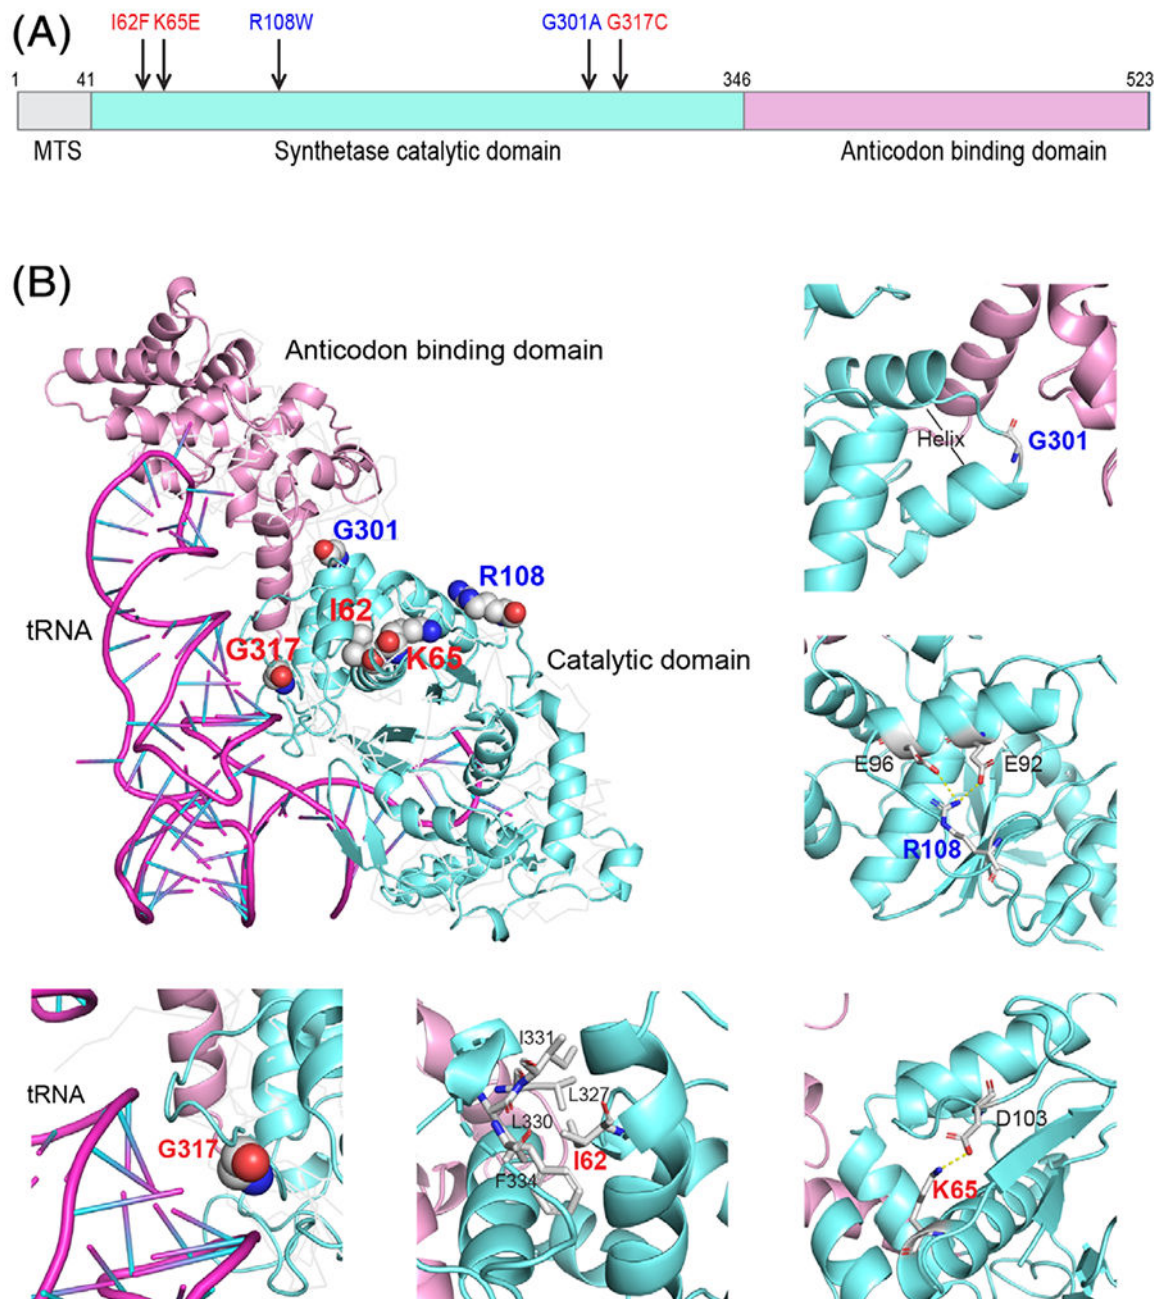 (A)
I62F K65E R108W G301A G317C
1 41 346 523
MTS Synthetase catalytic domain Anticodon binding domain
(B)
Anticodon binding domain
G301
R108
I62
tRNA
G317
K65
Catalytic domain
Helix
G301
E96
E92
R108
tRNA
G317
I331
L327
L330
I62
F334
D103
K65